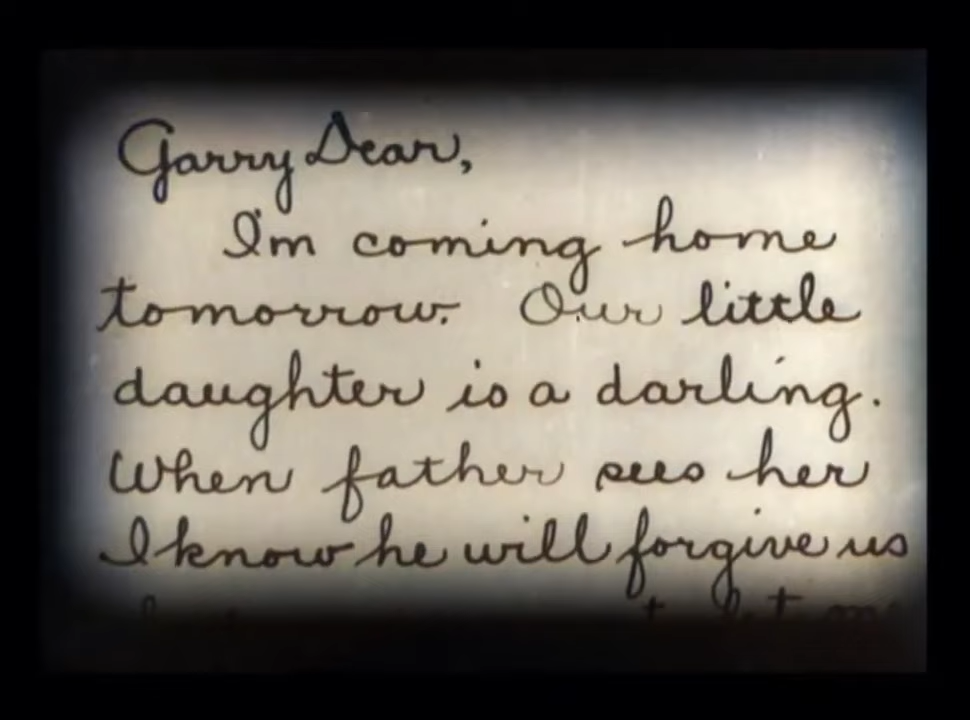 Garry Dear,
I'm coming home
tomorrow. Our little
daughter is a darling.
When father sees her
I know he will forgive us